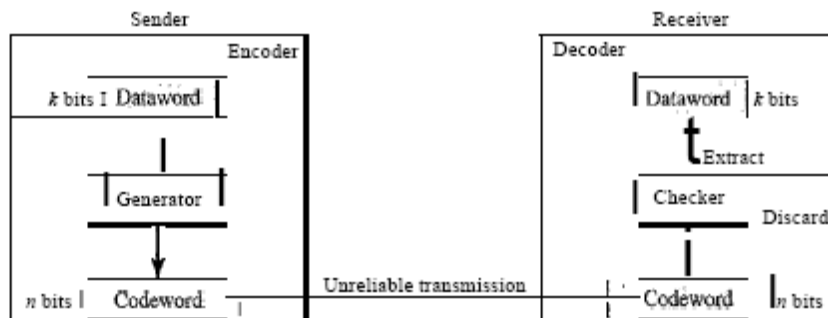 Sender
Receiver
Encoder
Decoder
k bits Dataword
Dataword k bits
Extract
Generator
Checker
Discard
Unreliable transmission
n bits Codeword
Codeword n bits